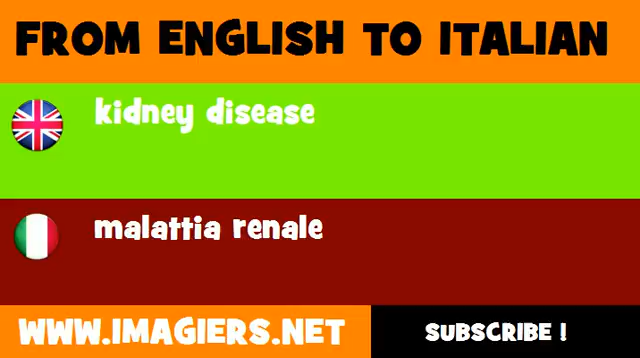 FROM ENGLISH TO ITALIAN
kidney disease
malattia renale
WWW.IMAGIERS.NET
SUBSCRIBE !